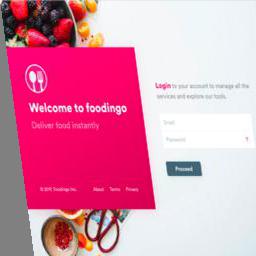 Welcome to foodingo
Deliver food instantly
© 2015, foodingo Inc. About Terms Privacy
Login to your account to manage all the
services and explore our tools.
Email
Password
?
Proceed